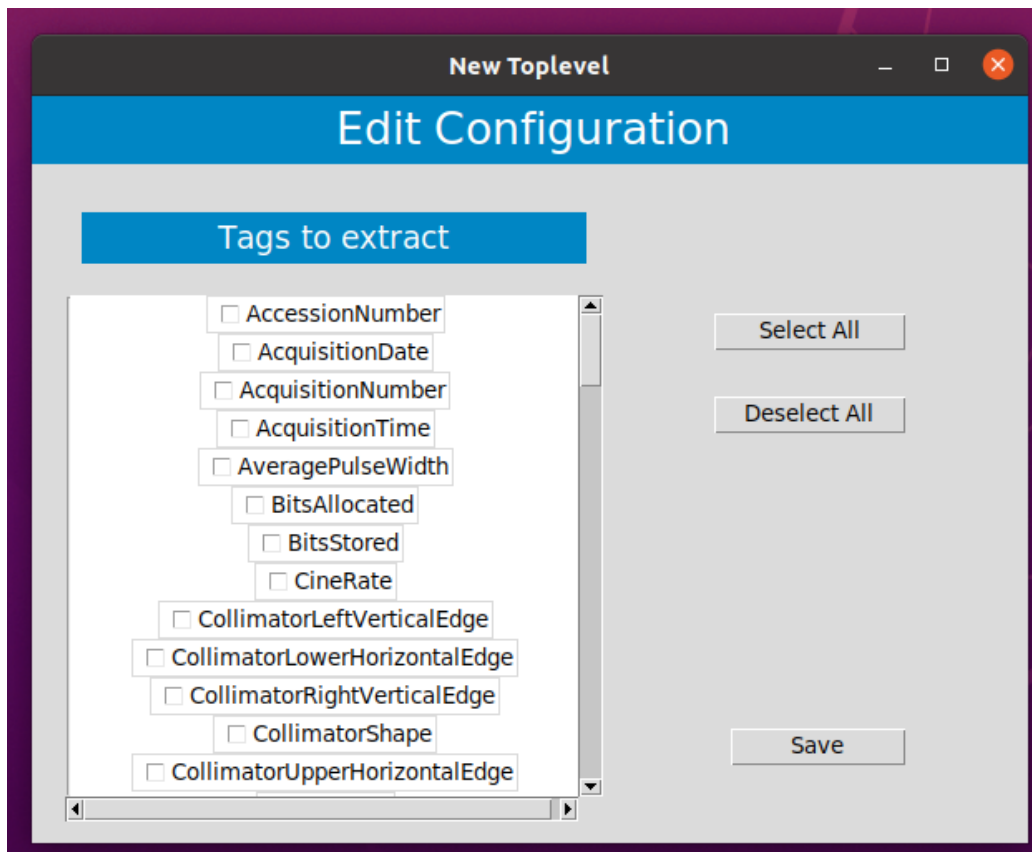 New Toplevel
Edit Configuration
Tags to extract
AccessionNumber
AcquisitionDate
AcquisitionNumber
AcquisitionTime
AveragePulseWidth
BitsAllocated
BitsStored
CineRate
CollimatorLeftVerticalEdge
CollimatorLowerHorizontalEdge
CollimatorRightVerticalEdge
CollimatorShape
CollimatorUpperHorizontalEdge
Select All
Deselect All
Save